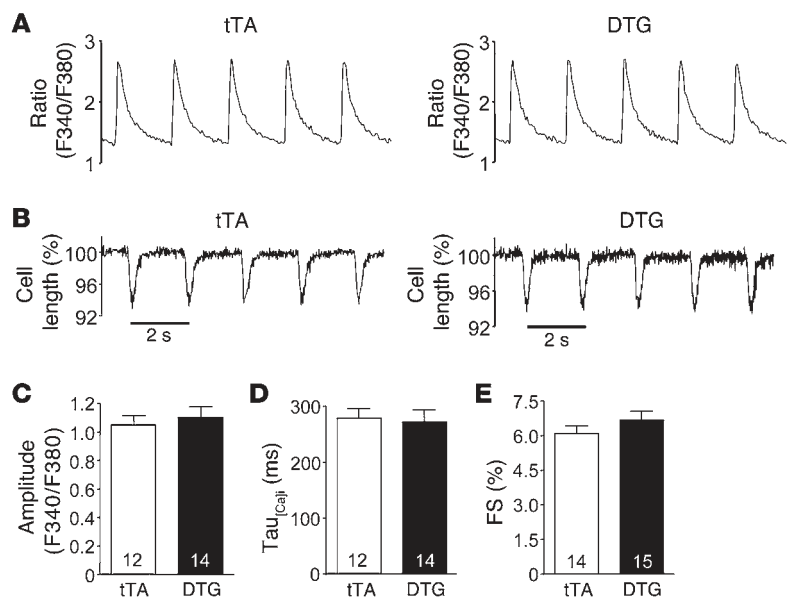 A
tTA
DTG
Ratio
(F340/F380)
3
2
1
Ratio
(F340/F380)
3
2
1
B
tTA
DTG
Cell
length (%)
100
96
92
2 s
Cell
length (%)
100
96
92
2 s
C
Amplitude
(F340/F380)
1.2
1.0
0.8
0.6
0.4
0.2
0
12
14
tTA
DTG
D
Tau[Ca]i (ms)
300
200
100
0
12
14
tTA
DTG
E
FS (%)
7.5
6.0
4.5
3.0
1.5
0
14
15
tTA
DTG